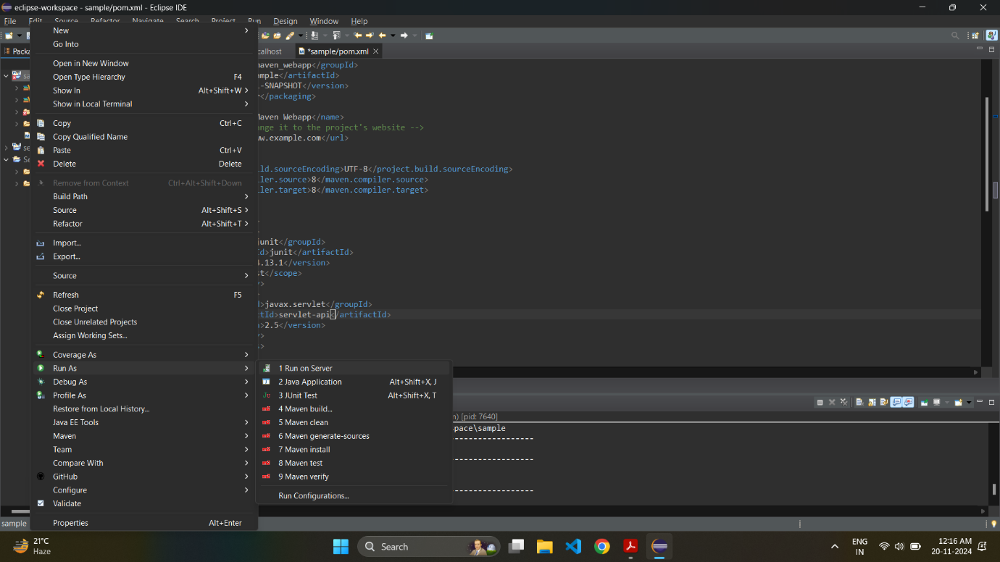 eclipse-workspace - sample/pom.xml - Eclipse IDE
File Edit Source Refactor Navigate Search Project Run Design Window Help
Packa
localhost
*sample/pom.xml
New
Go Into
Open in New Window
Open Type Hierarchy F4
Show In Alt+Shift+W
Show in Local Terminal
Copy Ctrl+C
Copy Qualified Name
Paste Ctrl+V
Delete Delete
Remove from Context Ctrl+Alt+Shift+Down
Build Path
Source Alt+Shift+S
Refactor Alt+Shift+T
Import...
Export...
Source
Refresh F5
Close Project
Close Unrelated Projects
Assign Working Sets...
Coverage As
Run As
Debug As
Profile As
Restore from Local History...
Java EE Tools
Maven
Team
Compare With
GitHub
Configure
Validate
Properties Alt+Enter
1 Run on Server
2 Java Application Alt+Shift+X, J
3 JUnit Test Alt+Shift+X, T
4 Maven build...
5 Maven clean
6 Maven generate-sources
7 Maven install
8 Maven test
9 Maven verify
Run Configurations...
maven_webapp</groupId>
mple</artifactId>
-SNAPSHOT</version>
</packaging>
Maven Webapp</name>
nge it to the project's website -->
ww.example.com</url>
ild.sourceEncoding>UTF-8</project.build.sourceEncoding>
ler.source>8</maven.compiler.source>
ler.target>8</maven.compiler.target>
junit</groupId>
d>junit</artifactId>
4.13.1</version>
st</scope>
>
d>javax.servlet</groupId>
ctId>servlet-api</artifactId>
n>2.5</version>
>
s>
) [pid: 7640]
pace\sample
------------------
------------------
------------------
sample
21°C
Haze
Search
ENG
IN
12:16 AM
20-11-2024